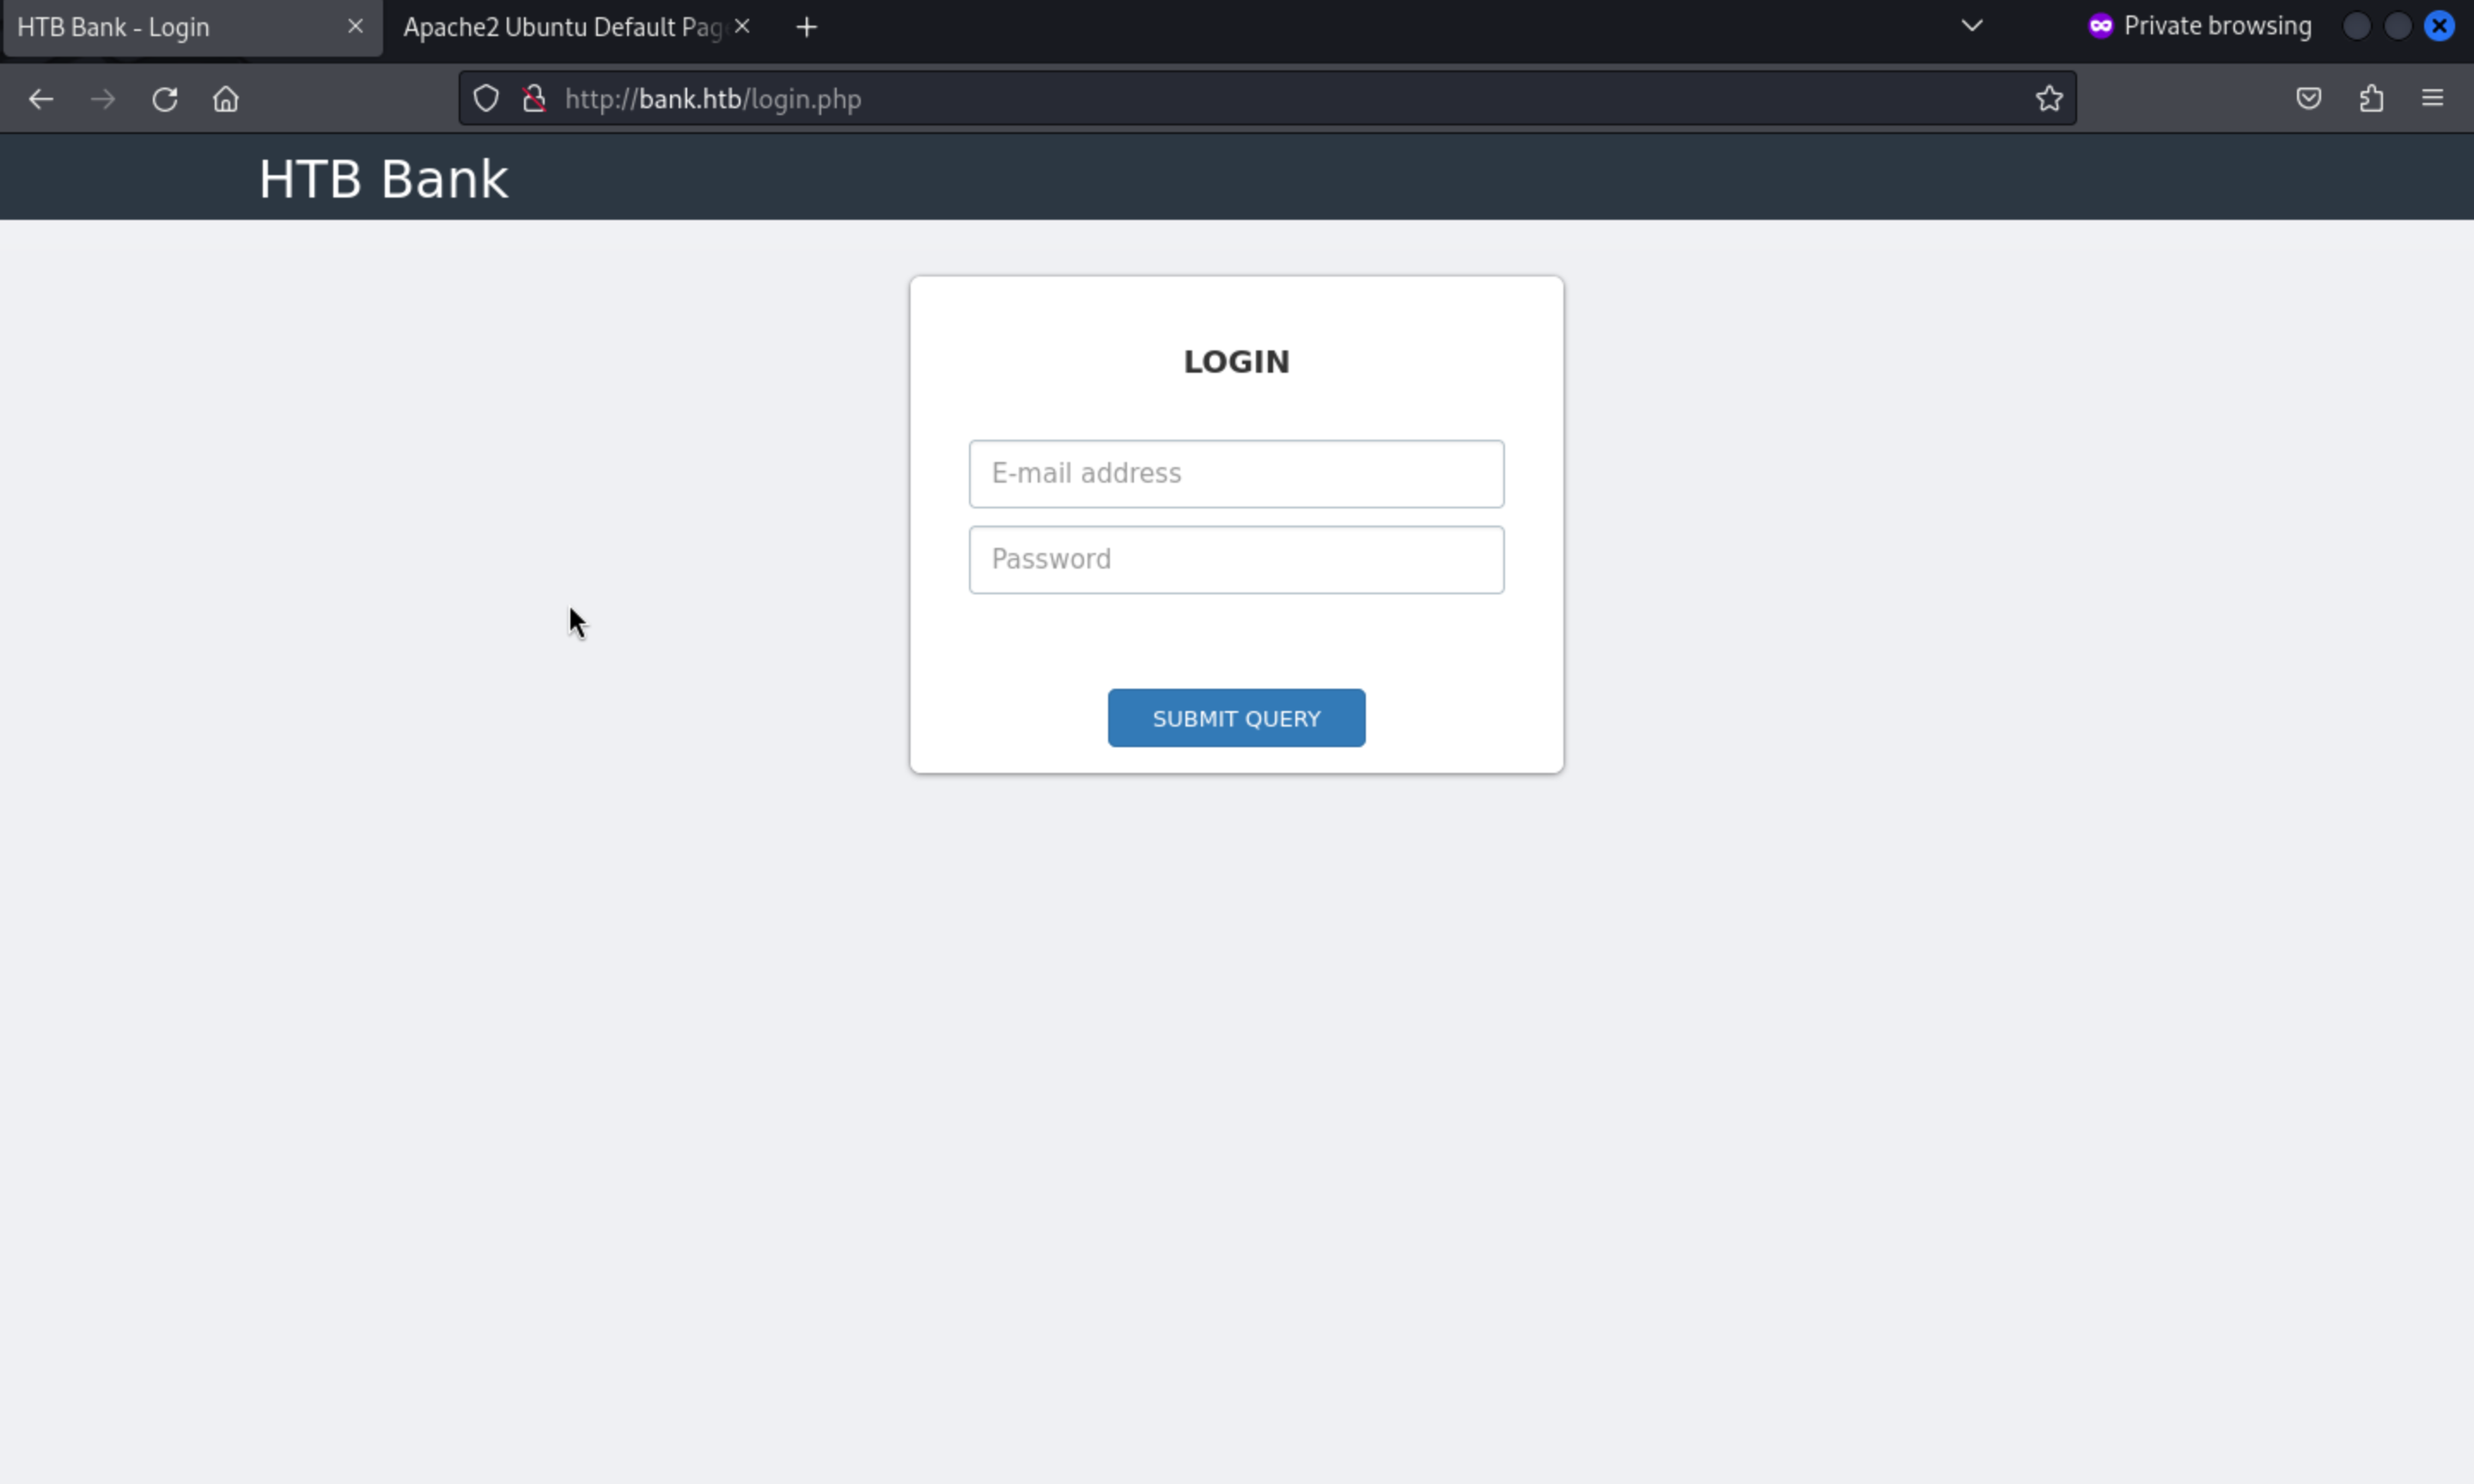 HTB Bank - Login
Apache2 Ubuntu Default Pag
Private browsing
http://bank.htb/login.php
HTB Bank
LOGIN
E-mail address
Password
SUBMIT QUERY